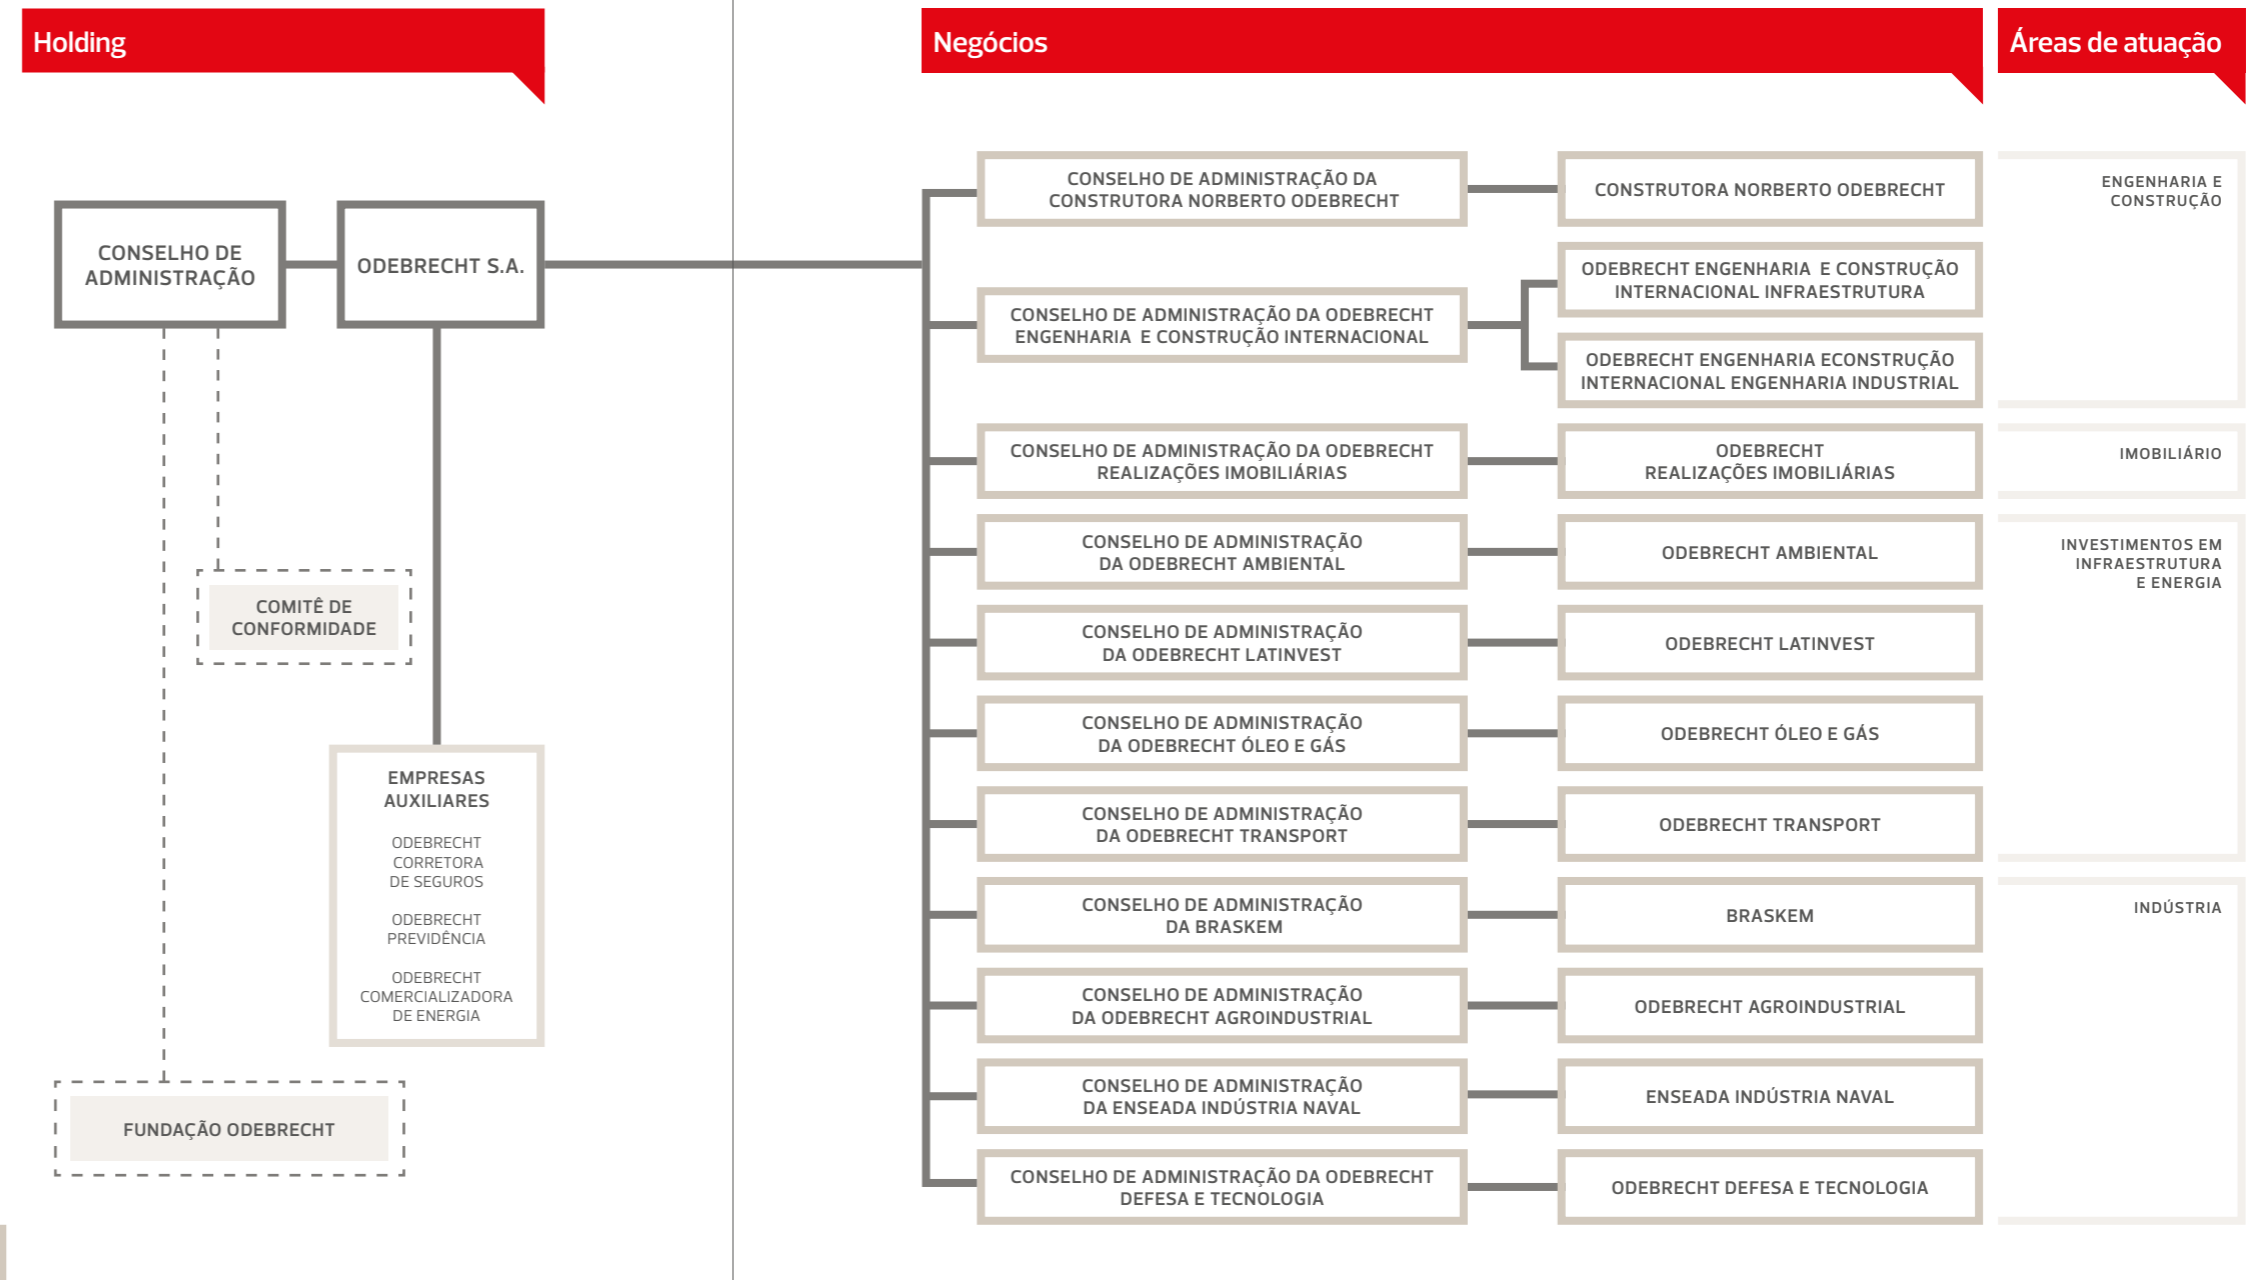 Holding
Negócios
Áreas de atuação
CONSELHO DE
ADMINISTRAÇÃO
ODEBRECHT S.A.
COMITÊ DE
CONFORMIDADE
EMPRESAS
AUXILIARES
ODEBRECHT
CORRETORA
DE SEGUROS
ODEBRECHT
PREVIDÊNCIA
ODEBRECHT
COMERCIALIZADORA
DE ENERGIA
FUNDAÇÃO ODEBRECHT
CONSELHO DE ADMINISTRAÇÃO DA
CONSTRUTORA NORBERTO ODEBRECHT
CONSTRUTORA NORBERTO ODEBRECHT
ENGENHARIA E
CONSTRUÇÃO
CONSELHO DE ADMINISTRAÇÃO DA ODEBRECHT
ENGENHARIA E CONSTRUÇÃO INTERNACIONAL
ODEBRECHT ENGENHARIA E CONSTRUÇÃO
INTERNACIONAL INFRAESTRUTURA
ODEBRECHT ENGENHARIA ECONSTRUÇÃO
INTERNACIONAL ENGENHARIA INDUSTRIAL
CONSELHO DE ADMINISTRAÇÃO DA ODEBRECHT
REALIZAÇÕES IMOBILIÁRIAS
ODEBRECHT
REALIZAÇÕES IMOBILIÁRIAS
IMOBILIÁRIO
CONSELHO DE ADMINISTRAÇÃO
DA ODEBRECHT AMBIENTAL
ODEBRECHT AMBIENTAL
INVESTIMENTOS EM
INFRAESTRUTURA
E ENERGIA
CONSELHO DE ADMINISTRAÇÃO
DA ODEBRECHT LATINVEST
ODEBRECHT LATINVEST
CONSELHO DE ADMINISTRAÇÃO
DA ODEBRECHT ÓLEO E GÁS
ODEBRECHT ÓLEO E GÁS
CONSELHO DE ADMINISTRAÇÃO
DA ODEBRECHT TRANSPORT
ODEBRECHT TRANSPORT
CONSELHO DE ADMINISTRAÇÃO
DA BRASKEM
BRASKEM
INDÚSTRIA
CONSELHO DE ADMINISTRAÇÃO
DA ODEBRECHT AGROINDUSTRIAL
ODEBRECHT AGROINDUSTRIAL
CONSELHO DE ADMINISTRAÇÃO
DA ENSEADA INDÚSTRIA NAVAL
ENSEADA INDÚSTRIA NAVAL
CONSELHO DE ADMINISTRAÇÃO DA ODEBRECHT
DEFESA E TECNOLOGIA
ODEBRECHT DEFESA E TECNOLOGIA